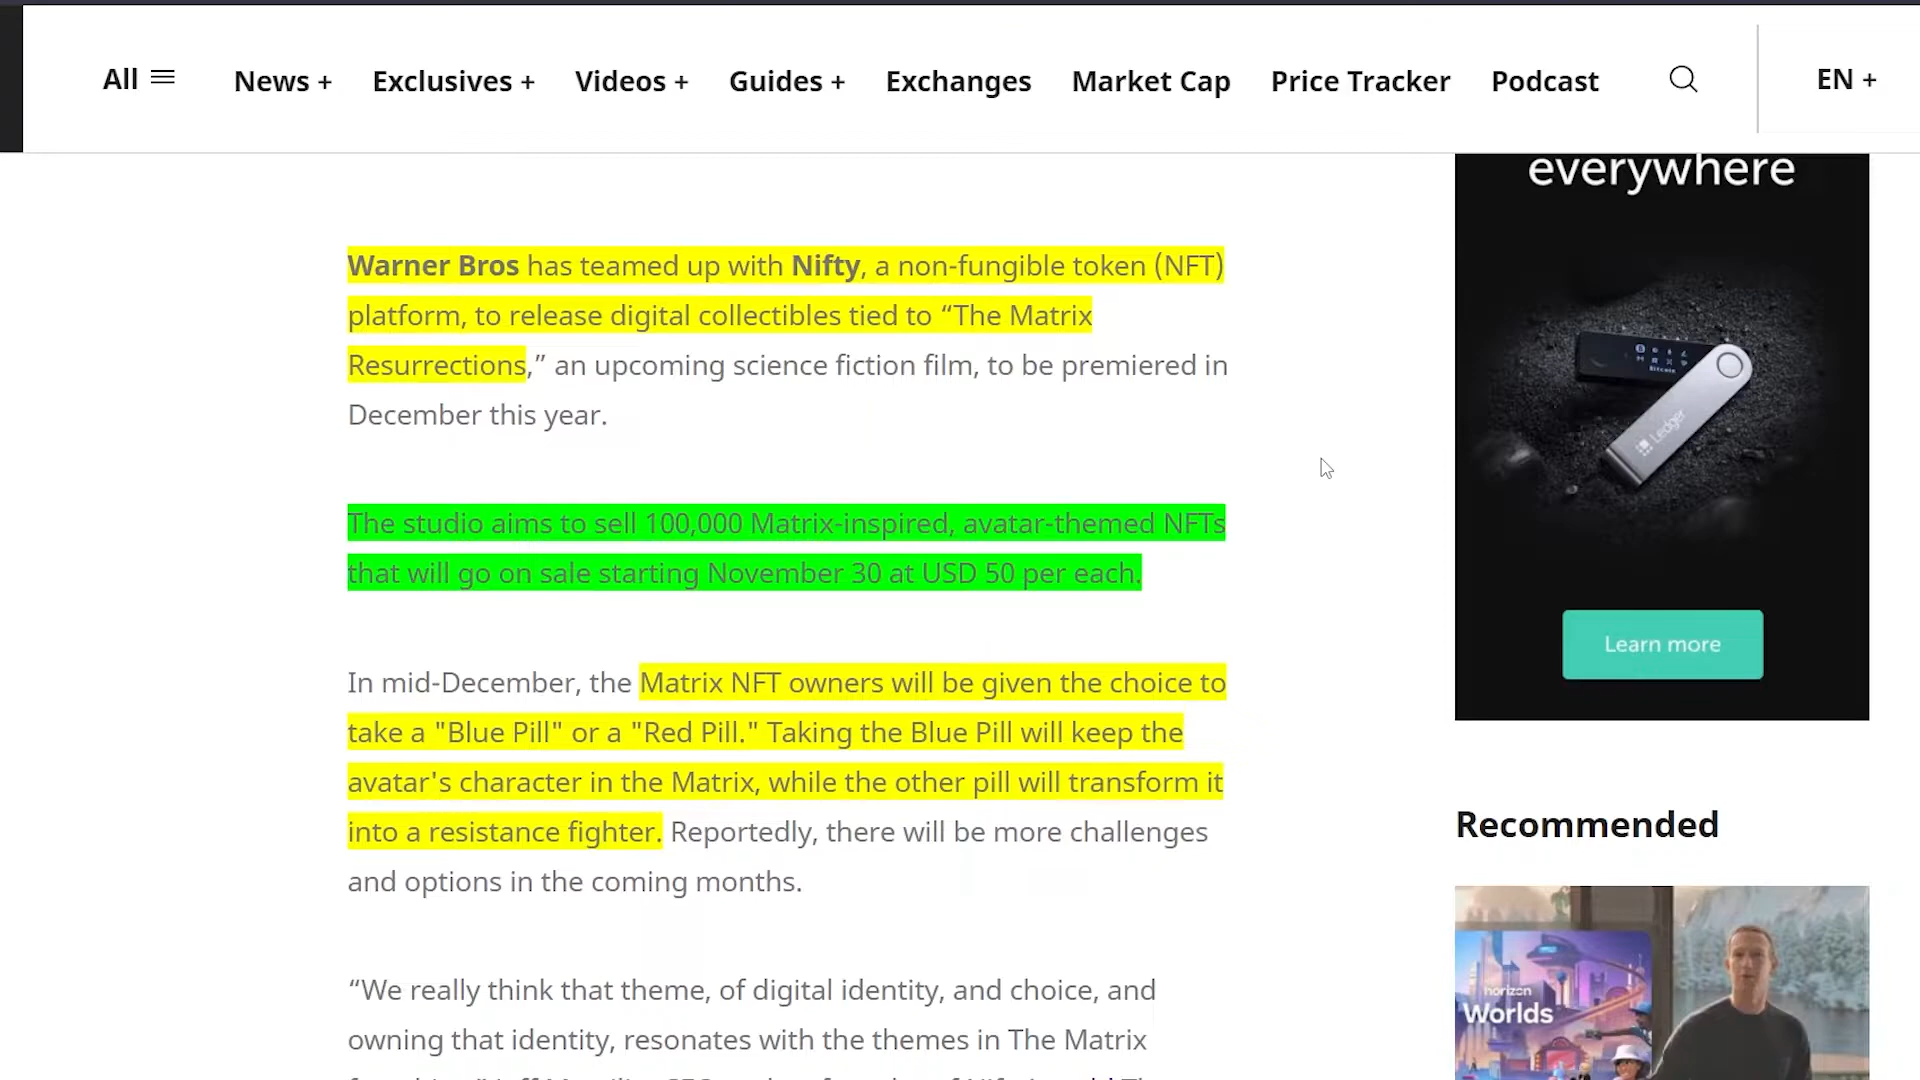 All
News +
Exclusives +
Videos +
Guides +
Exchanges
Market Cap
Price Tracker
Podcast
EN +
Warner Bros has teamed up with Nifty, a non-fungible token (NFT)
platform, to release digital collectibles tied to “The Matrix
Resurrections,” an upcoming science fiction film, to be premiered in
December this year.
The studio aims to sell 100,000 Matrix-inspired, avatar-themed NFTs
that will go on sale starting November 30 at USD 50 per each.
In mid-December, the Matrix NFT owners will be given the choice to
take a "Blue Pill" or a "Red Pill." Taking the Blue Pill will keep the
avatar's character in the Matrix, while the other pill will transform it
into a resistance fighter. Reportedly, there will be more challenges
and options in the coming months.
“We really think that theme, of digital identity, and choice, and
owning that identity, resonates with the themes in The Matrix
everywhere
Bitcoin
Ledger
Learn more
Recommended
horizon
Worlds